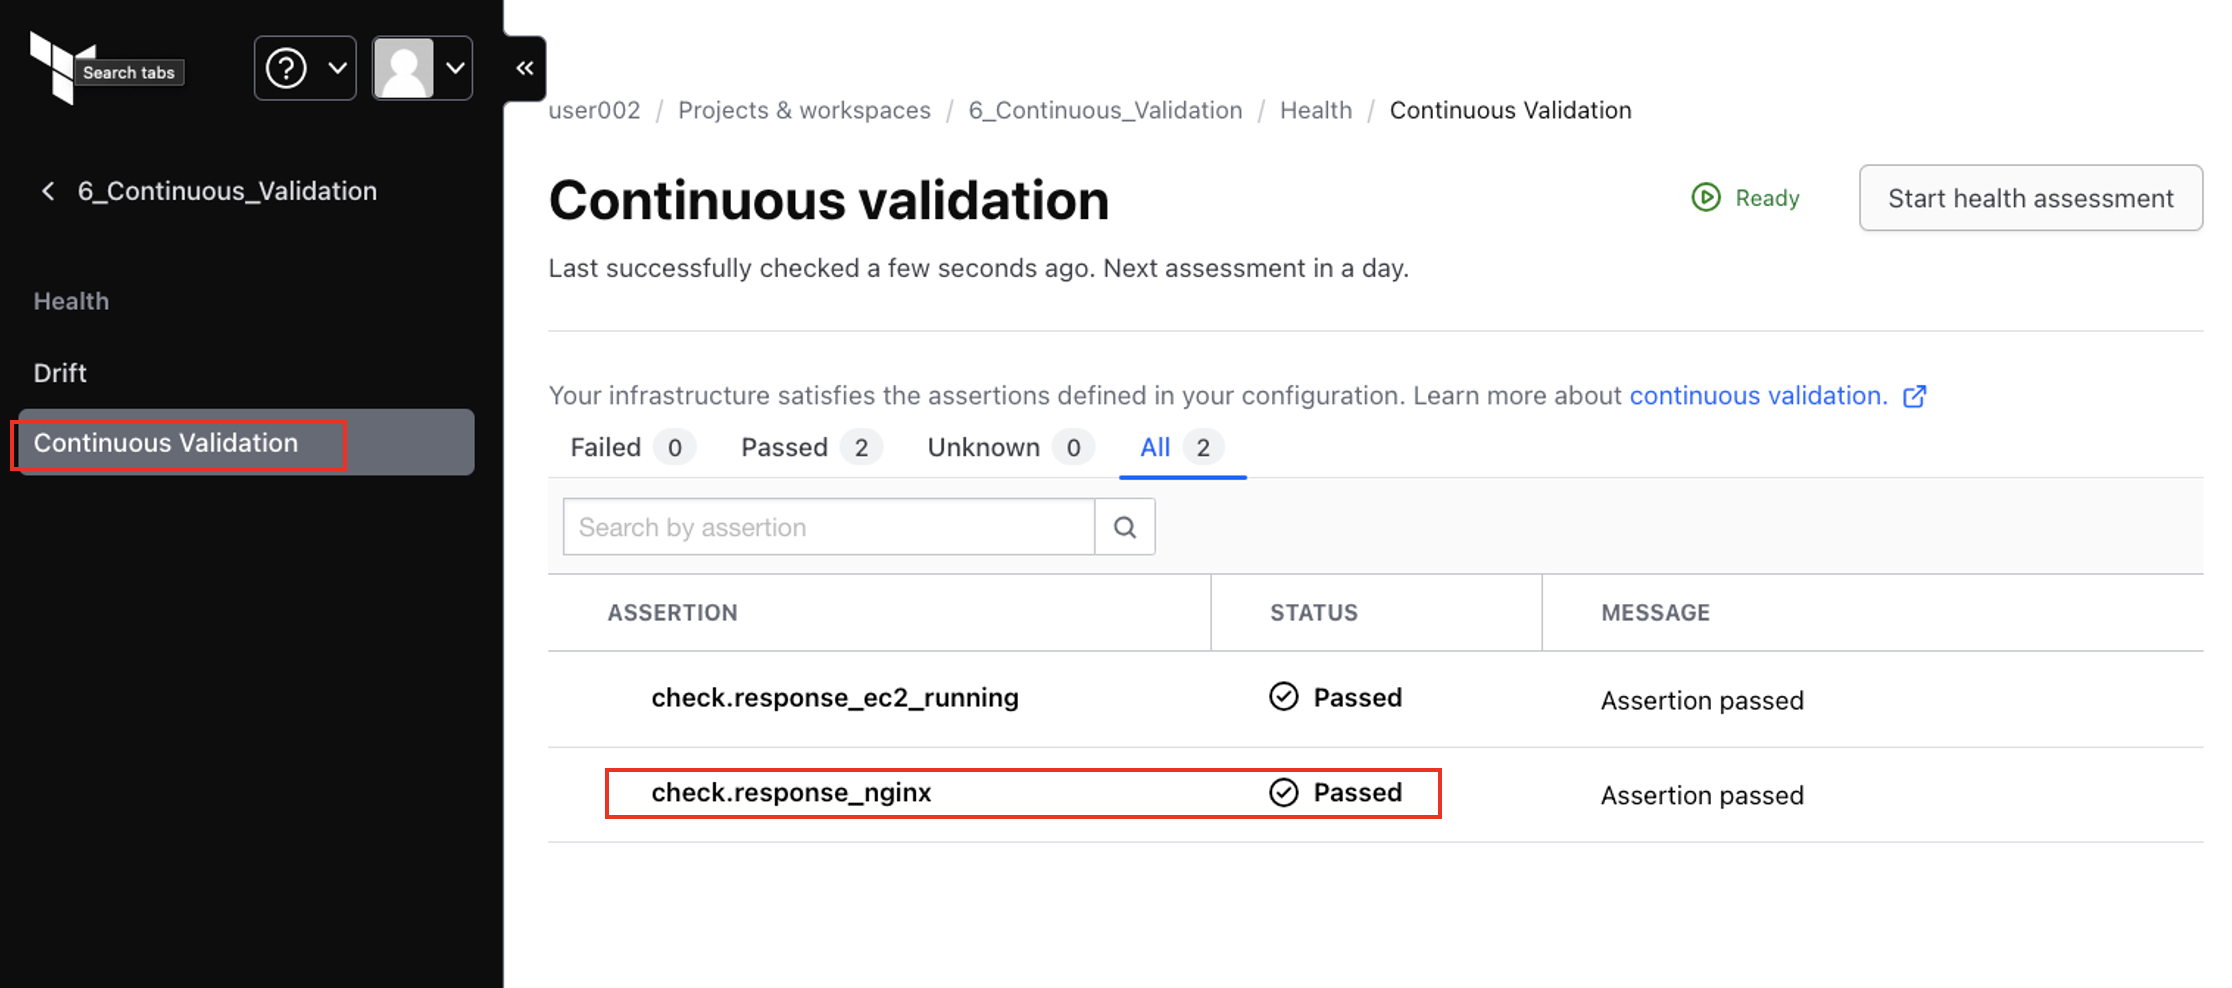 Search tabs
6_Continuous_Validation
Health
Drift
Continuous Validation
user002 / Projects & workspaces / 6_Continuous_Validation / Health / Continuous Validation
Continuous validation
Ready
Start health assessment
Last successfully checked a few seconds ago. Next assessment in a day.
Your infrastructure satisfies the assertions defined in your configuration. Learn more about continuous validation.
Failed 0 Passed 2 Unknown 0 All 2
Search by assertion
ASSERTION STATUS MESSAGE
check.response_ec2_running Passed Assertion passed
check.response_nginx Passed Assertion passed